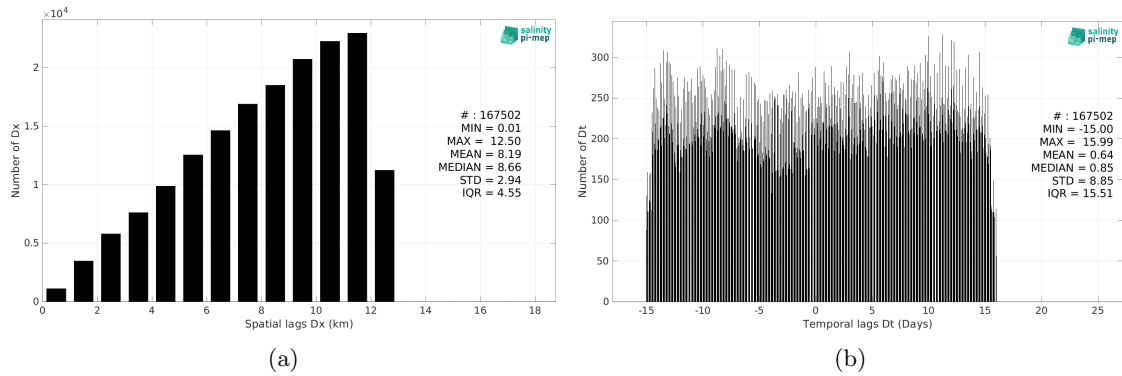 ×10⁴
2
1.5
1
0.5
0
0 2 4 6 8 10 12 14 16 18
Number of Dx
Spatial lags Dx (km)
salinity
pi-mep
# : 167502
MIN = 0.01
MAX = 12.50
MEAN = 8.19
MEDIAN = 8.66
STD = 2.94
IQR = 4.55
(a)
300
250
200
150
100
50
0
-15 -10 -5 0 5 10 15 20 25
Number of Dt
Temporal lags Dt (Days)
salinity
pi-mep
# : 167502
MIN = -15.00
MAX = 15.99
MEAN = 0.64
MEDIAN = 0.85
STD = 8.85
IQR = 15.51
(b)